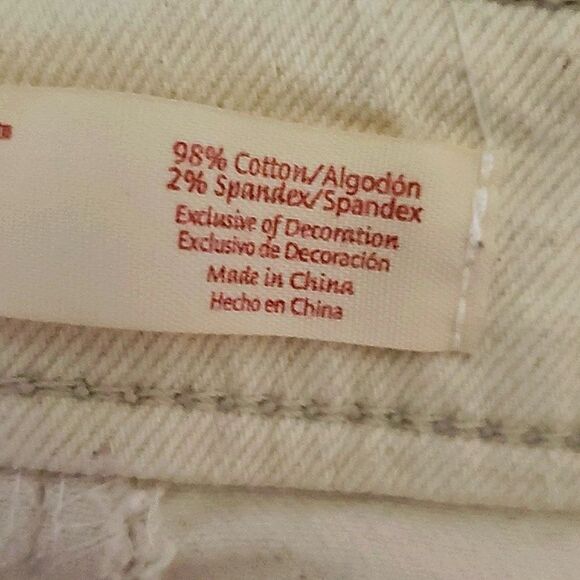 98% Cotton/Algodón
2% Spandex/Spandex
Exclusive of Decoration
Exclusivo de Decoración
Made in China
Hecho en China